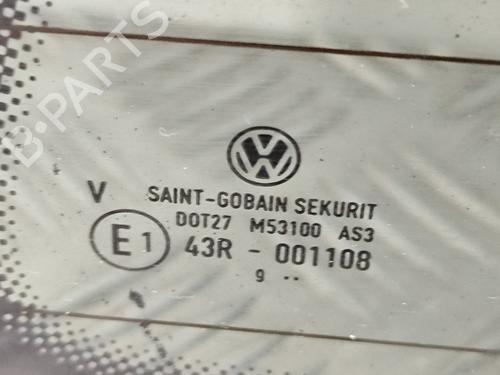 B-PARTS
V SAINT-GOBAIN SEKURIT
DOT27 M53100 AS3
E1 43R - 001108
9 ..